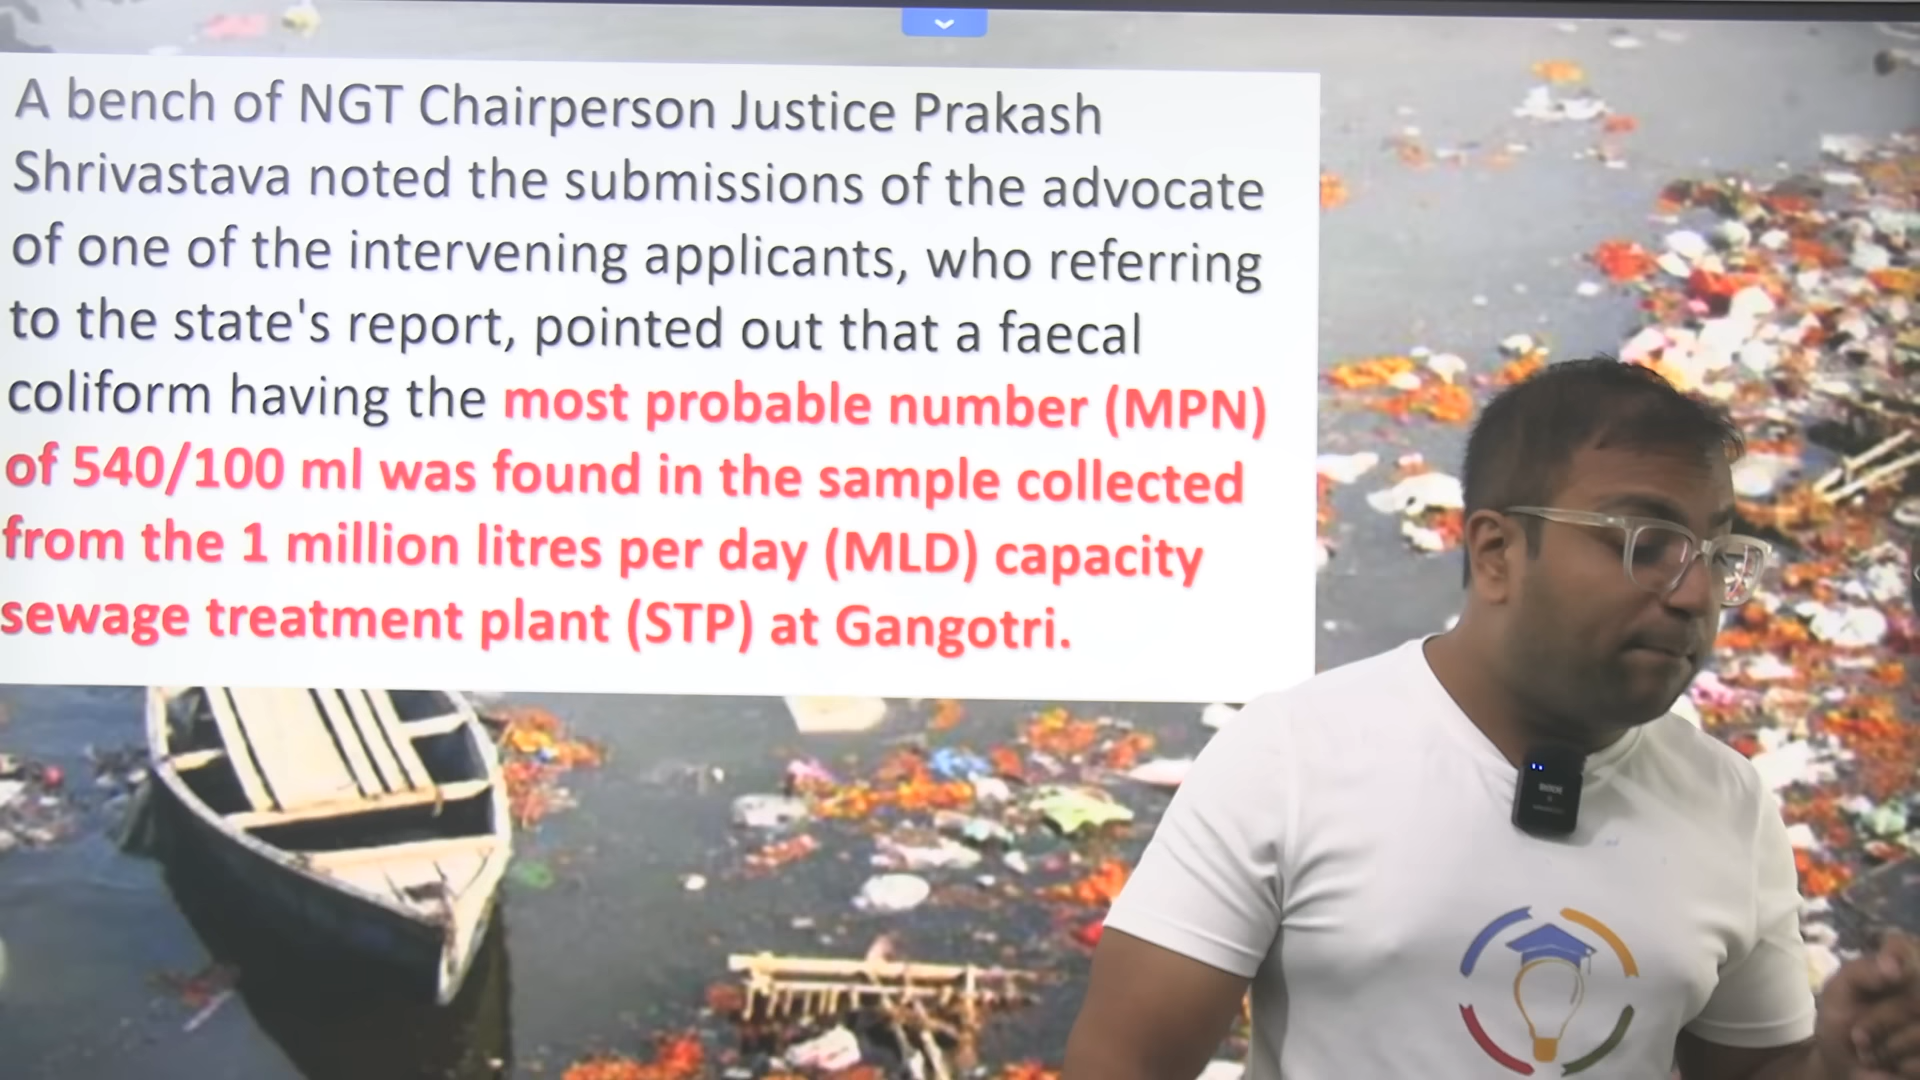 A bench of NGT Chairperson Justice Prakash
Shrivastava noted the submissions of the advocate
of one of the intervening applicants, who referring
to the state's report, pointed out that a faecal
coliform having the most probable number (MPN)
of 540/100 ml was found in the sample collected
from the 1 million litres per day (MLD) capacity
sewage treatment plant (STP) at Gangotri.